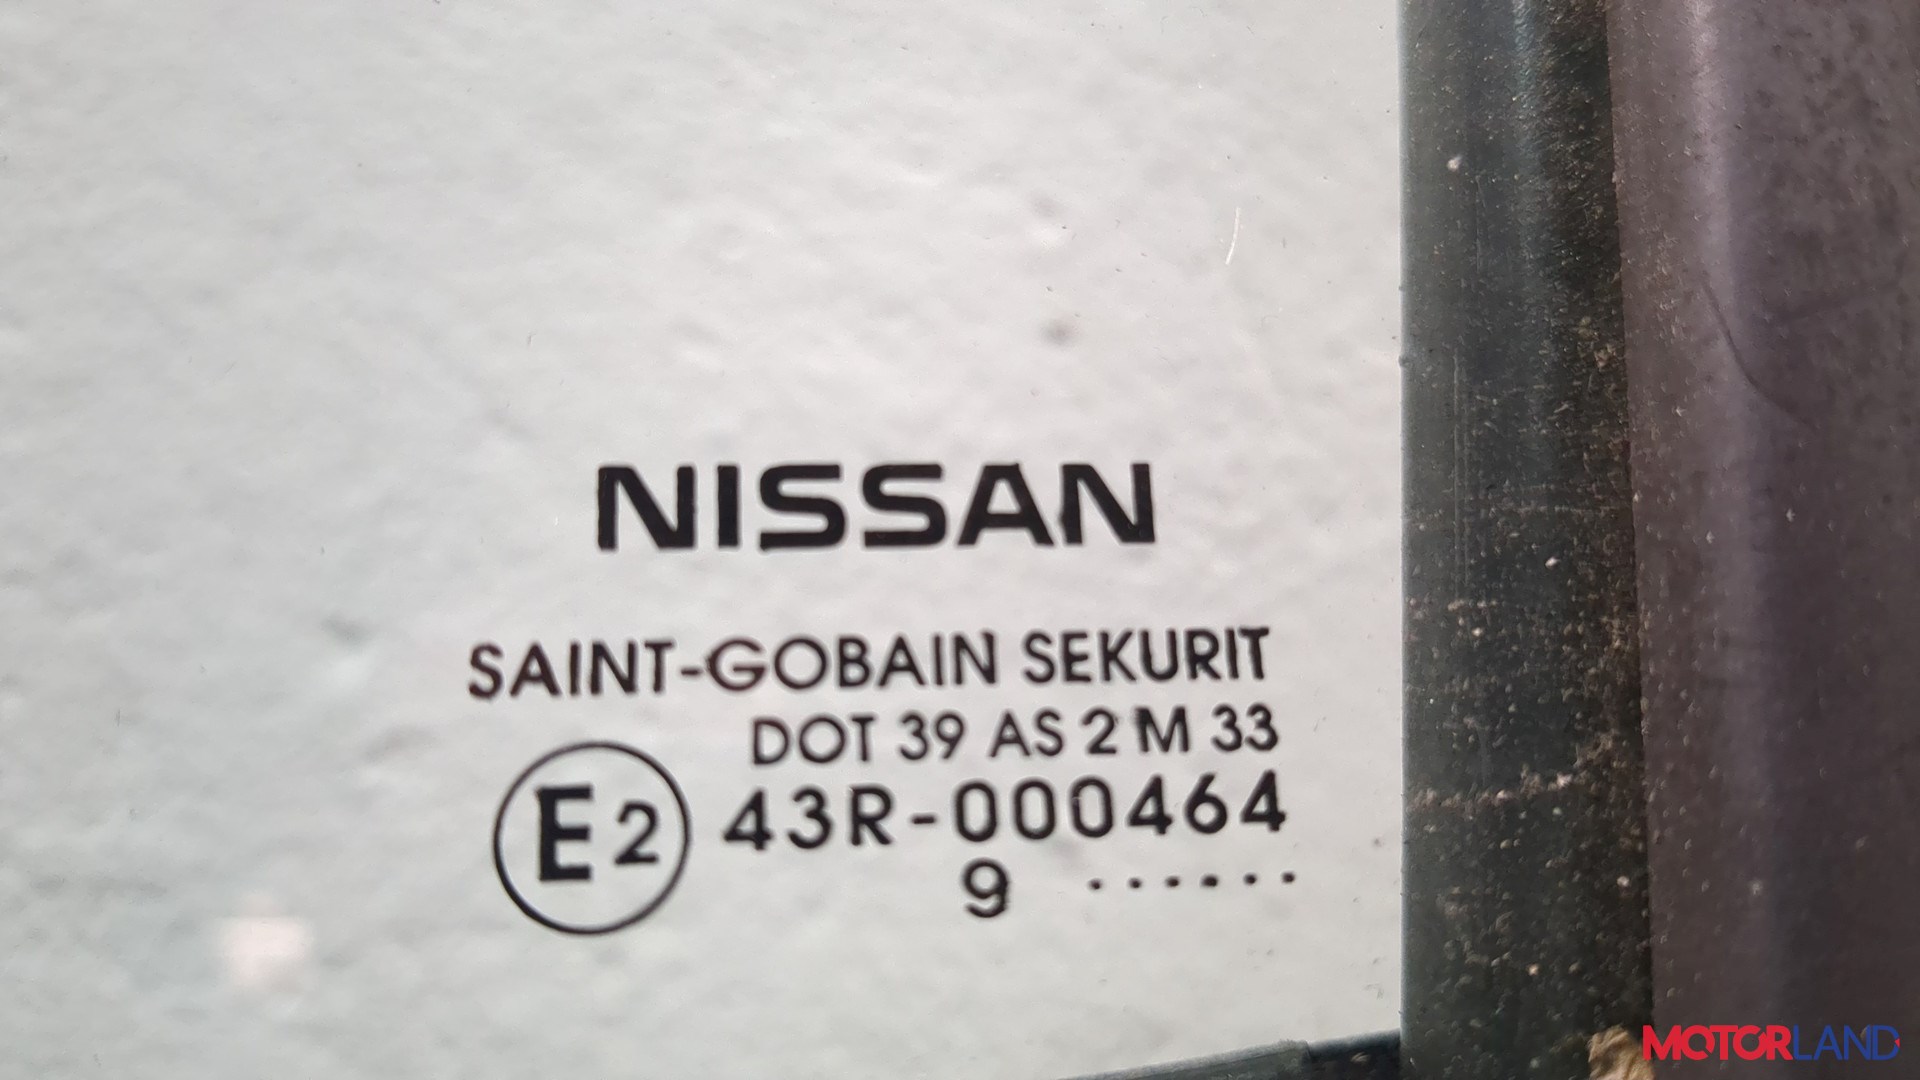 NISSAN
SAINT-GOBAIN SEKURIT
DOT 39 AS 2 M 33
E2 43R-000464
9 ......
MOTORLAND